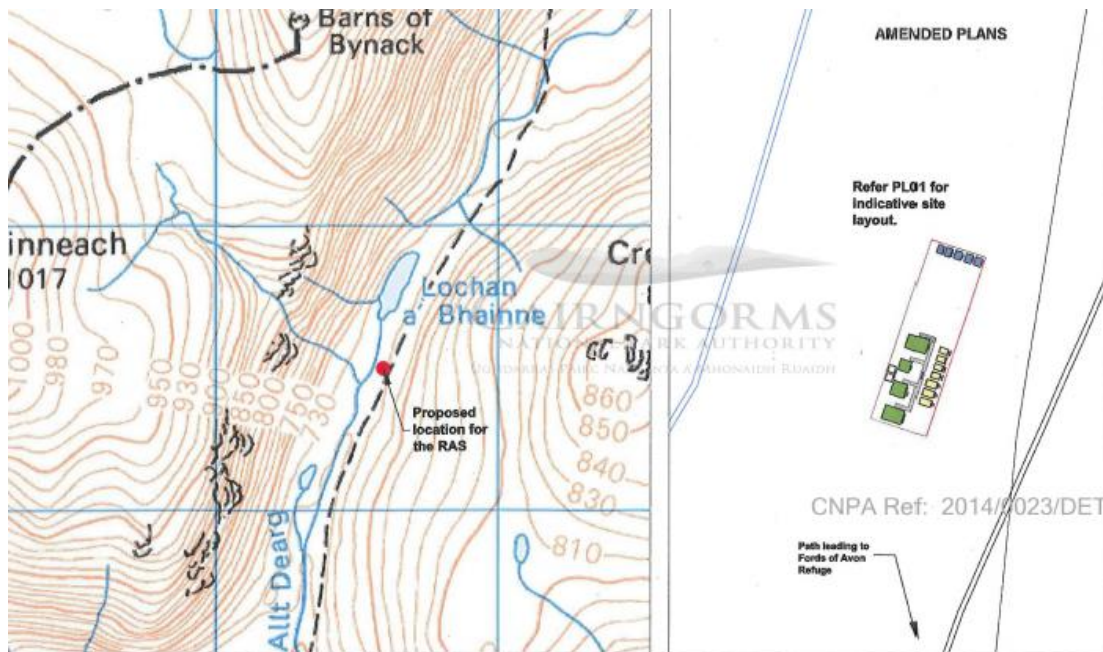 Barns of
Bynack
inneach
1017
Lochan
a' Bhainne
Cre
1000
980
970
950
930
900
850
800
750
730
Proposed
location for
the RAS
860
850
840
830
810
Allt Dearg
AMENDED PLANS
Refer PL01 for
indicative site
layout.
CAIRNGORMS
NATIONAL PARK AUTHORITY
CNPA Ref: 2014/0023/DET
Path leading to
Fords of Avon
Refuge